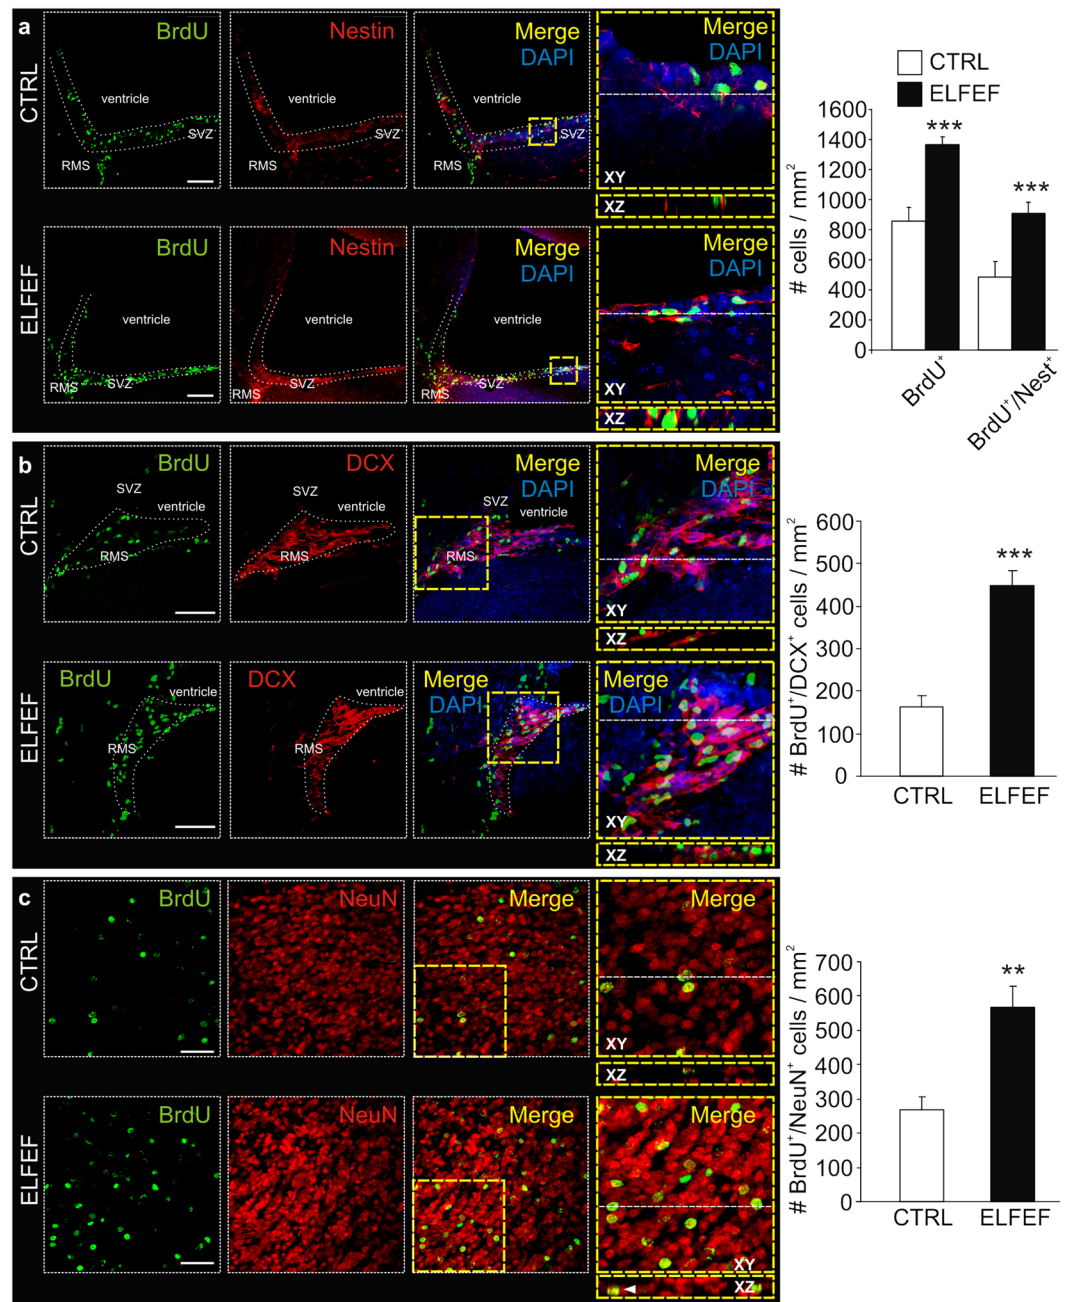 a
CTRL
BrdU
Nestin
Merge
DAPI
Merge
DAPI
ventricle
ventricle
SVZ
SVZ
SVZ
RMS
RMS
RMS
XY
XZ
ELFEF
BrdU
Nestin
Merge
DAPI
Merge
DAPI
ventricle
ventricle
RMS
SVZ
RMS
SVZ
RMS
SVZ
XY
XZ
CTRL
ELFEF
# cells / mm²
1600
1400
1200
1000
800
600
400
200
0
***
***
BrdU⁺
BrdU⁺/Nest⁺
b
CTRL
BrdU
DCX
Merge
DAPI
Merge
DAPI
SVZ
ventricle
SVZ
ventricle
SVZ
ventricle
RMS
RMS
RMS
XY
XZ
ELFEF
BrdU
DCX
Merge
DAPI
Merge
DAPI
ventricle
ventricle
RMS
RMS
XY
XZ
# BrdU⁺/DCX⁺ cells / mm²
600
500
400
300
200
100
0
***
CTRL
ELFEF
c
CTRL
BrdU
NeuN
Merge
Merge
XY
XZ
ELFEF
BrdU
NeuN
Merge
Merge
XY
XZ
# BrdU⁺/NeuN⁺ cells / mm²
700
600
500
400
300
200
100
0
**
CTRL
ELFEF